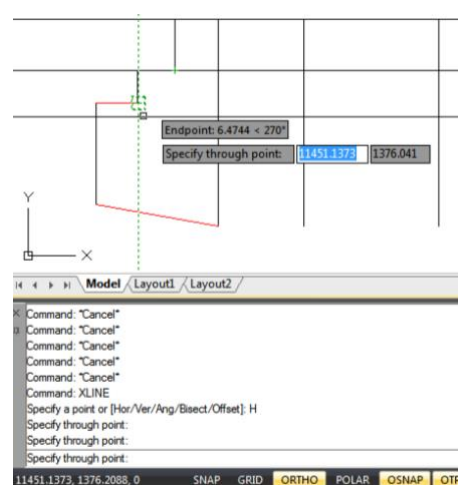 Endpoint: 6.4744 < 270°
Specify through point: 11451.1373 1376.041
Y
X
Model Layout1 Layout2
Command: *Cancel*
Command: *Cancel*
Command: *Cancel*
Command: *Cancel*
Command: *Cancel*
Command: XLINE
Specify a point or [Hor/Ver/Ang/Bisect/Offset]: H
Specify through point:
Specify through point:
Specify through point:
11451.1373, 1376.2088, 0 SNAP GRID ORTHO POLAR OSNAP OTR